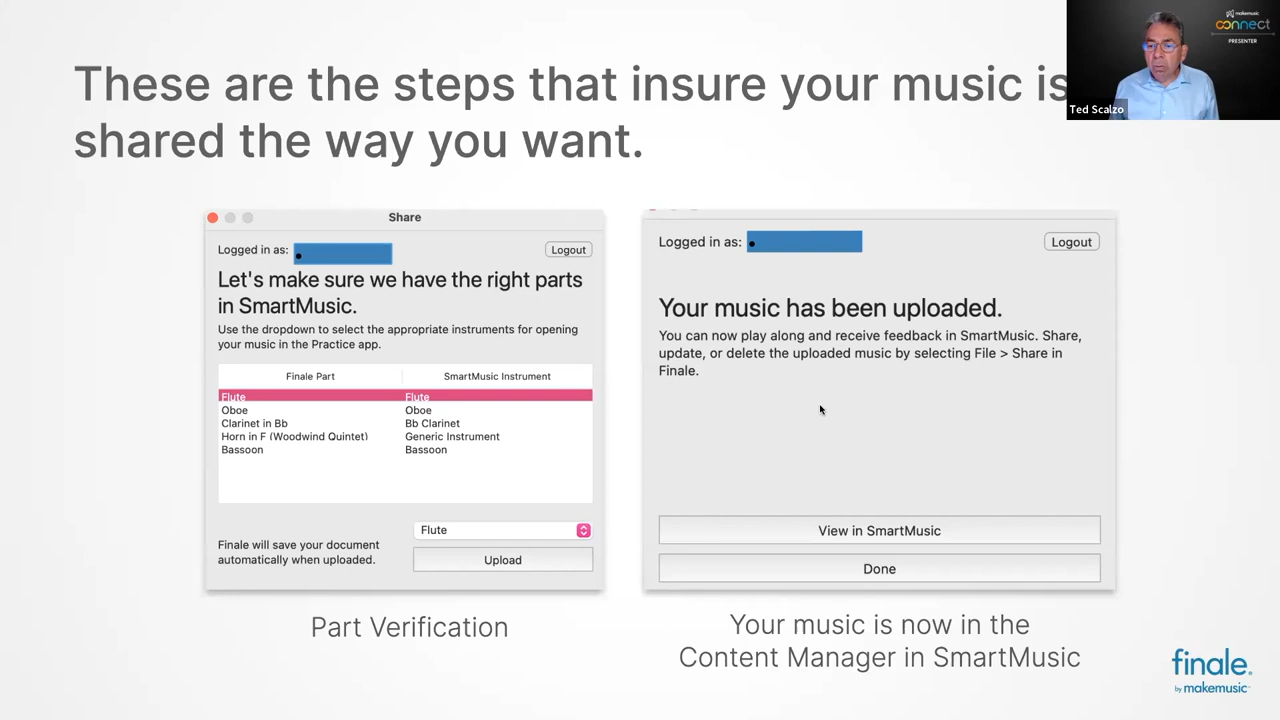 These are the steps that insure your music is
shared the way you want.
makemusic
connect
PRESENTER
Ted Scalzo
Share
Logged in as:
Logout
Let's make sure we have the right parts
in SmartMusic.
Use the dropdown to select the appropriate instruments for opening
your music in the Practice app.
Finale Part SmartMusic Instrument
Flute Flute
Oboe Oboe
Clarinet in Bb Bb Clarinet
Horn in F (Woodwind Quintet) Generic Instrument
Bassoon Bassoon
Flute
Finale will save your document
automatically when uploaded.
Upload
Part Verification
Logged in as:
Logout
Your music has been uploaded.
You can now play along and receive feedback in SmartMusic. Share,
update, or delete the uploaded music by selecting File > Share in
Finale.
View in SmartMusic
Done
Your music is now in the
Content Manager in SmartMusic
finale.
by makemusic